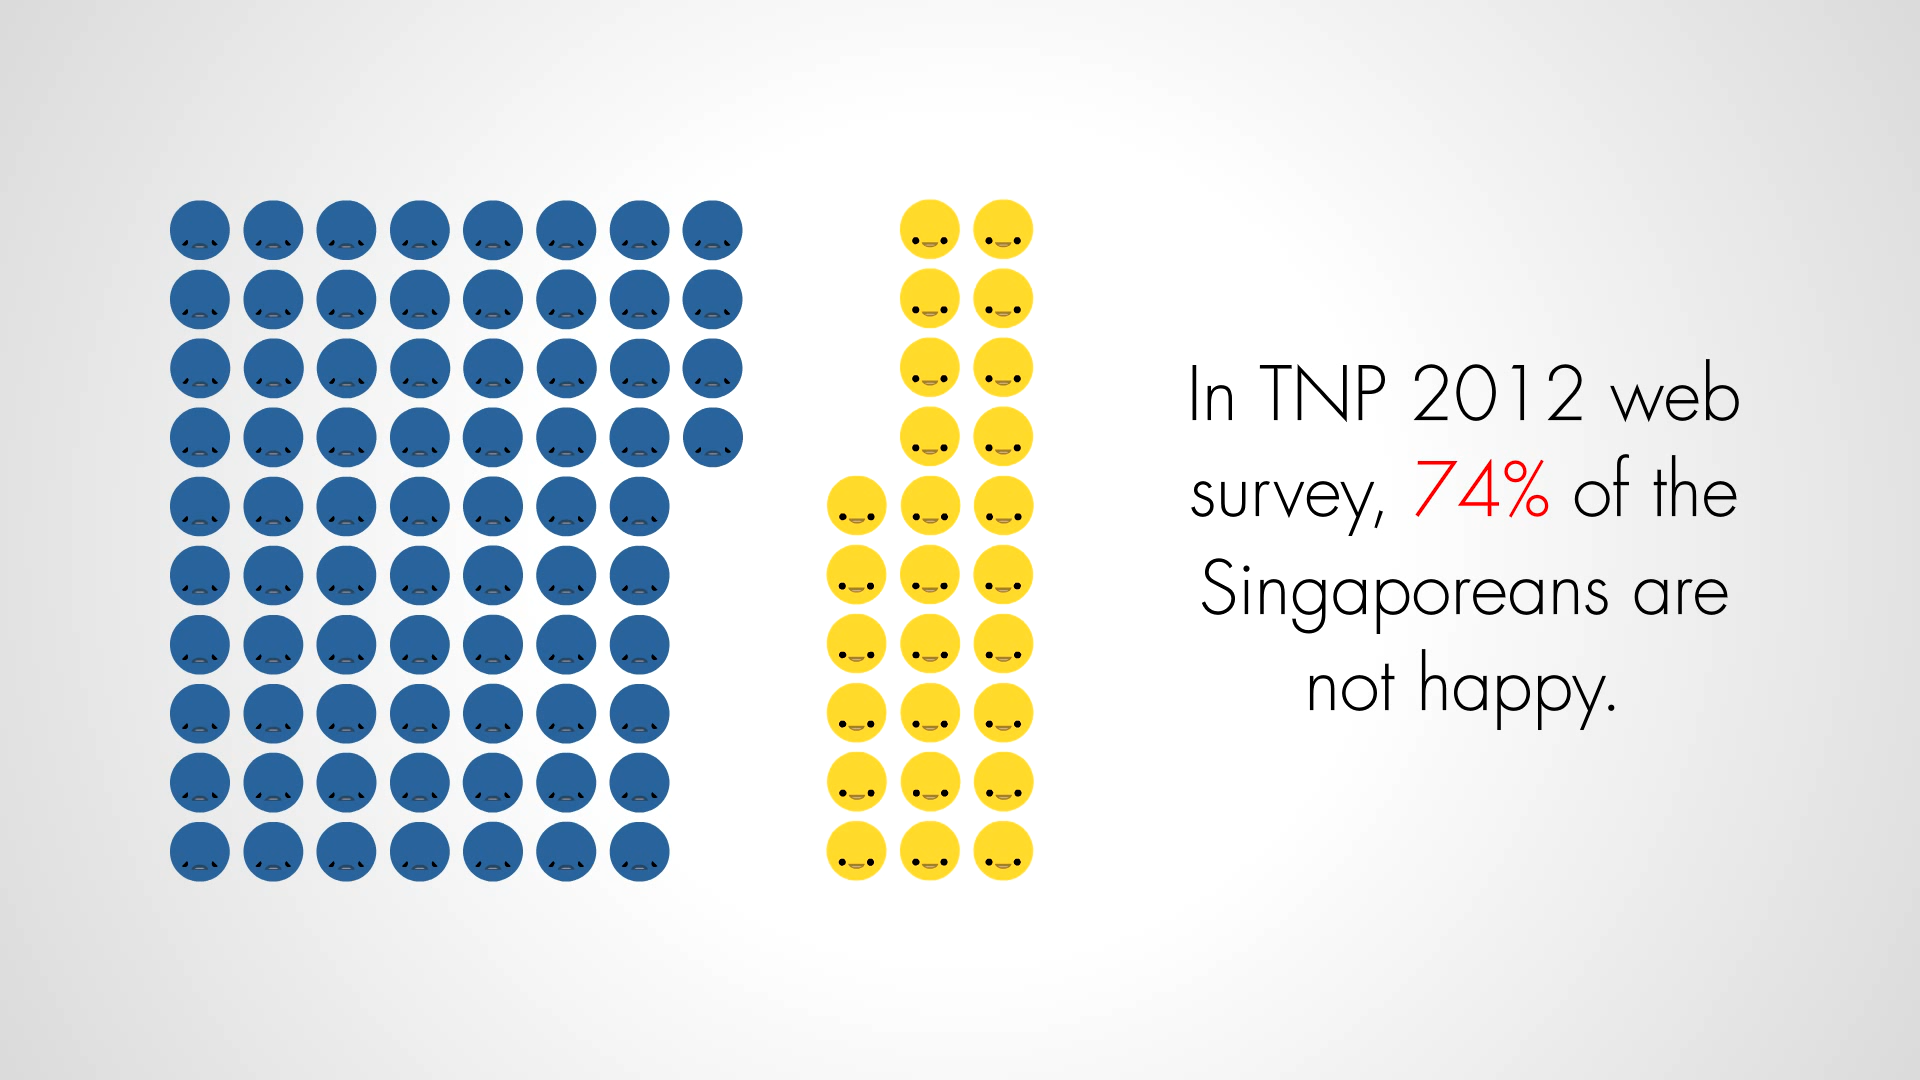 In TNP 2012 web
survey, 74% of the
Singaporeans are
not happy.